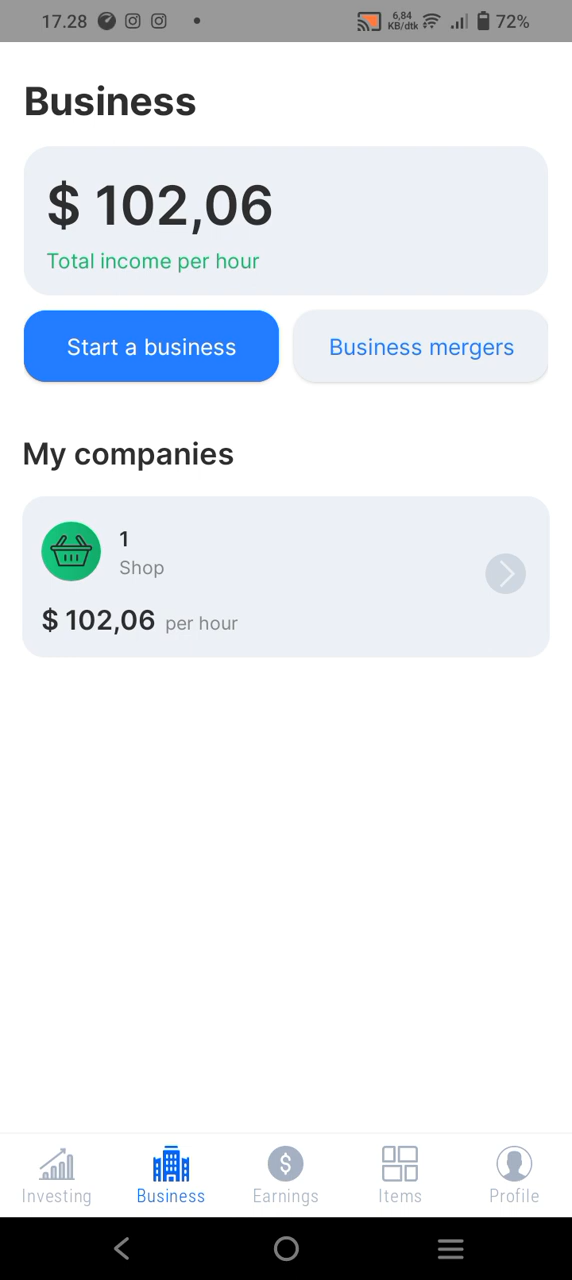 17.28
6,84
KB/dtk
72%
Business
$ 102,06
Total income per hour
Start a business
Business mergers
My companies
1
Shop
$ 102,06 per hour
Investing
Business
Earnings
Items
Profile